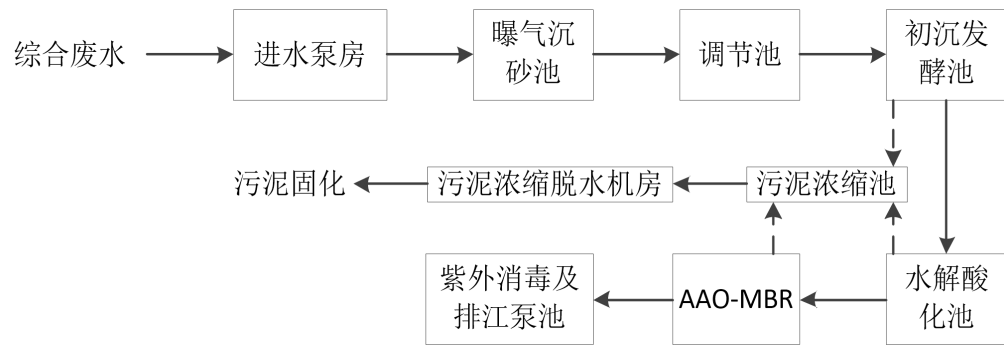 综合废水
进水泵房
曝气沉
砂池
调节池
初沉发
酵池
污泥固化
污泥浓缩脱水机房
污泥浓缩池
紫外消毒及
排江泵池
AAO-MBR
水解酸
化池